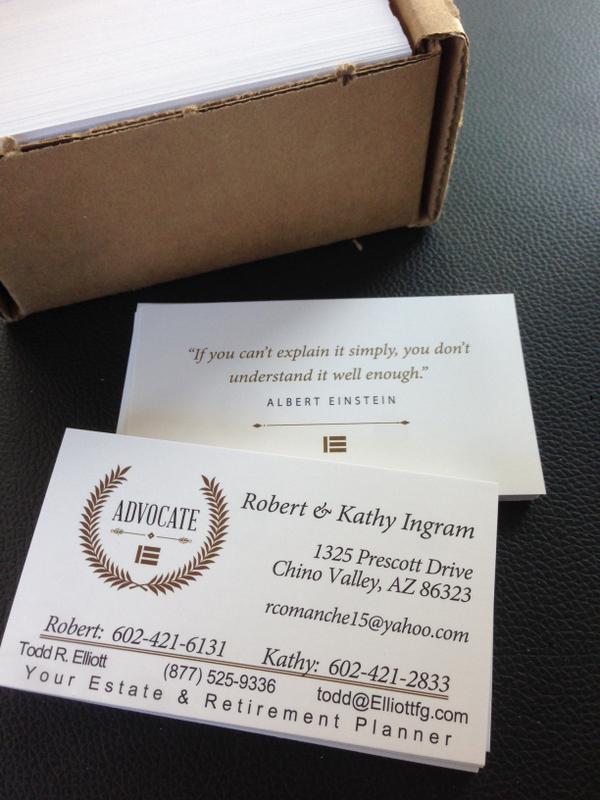 “If you can’t explain it simply, you don’t
understand it well enough.”
ALBERT EINSTEIN
ADVOCATE
Robert & Kathy Ingram
1325 Prescott Drive
Chino Valley, AZ 86323
rcomanche15@yahoo.com
Robert: 602-421-6131
Kathy: 602-421-2833
Todd R. Elliott (877) 525-9336 todd@Elliottfg.com
Your Estate & Retirement Planner